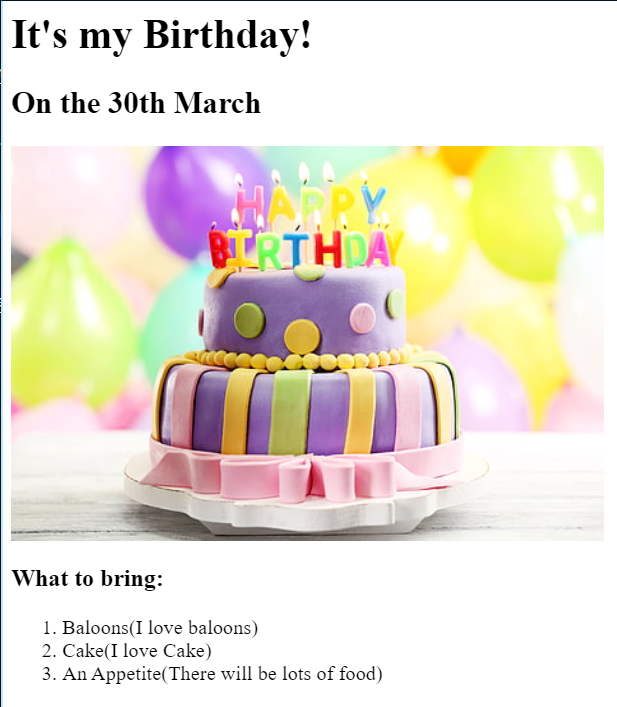 It's my Birthday!
On the 30th March
HAPPY
BIRTHDAY
What to bring:
1. Baloons(I love baloons)
2. Cake(I love Cake)
3. An Appetite(There will be lots of food)